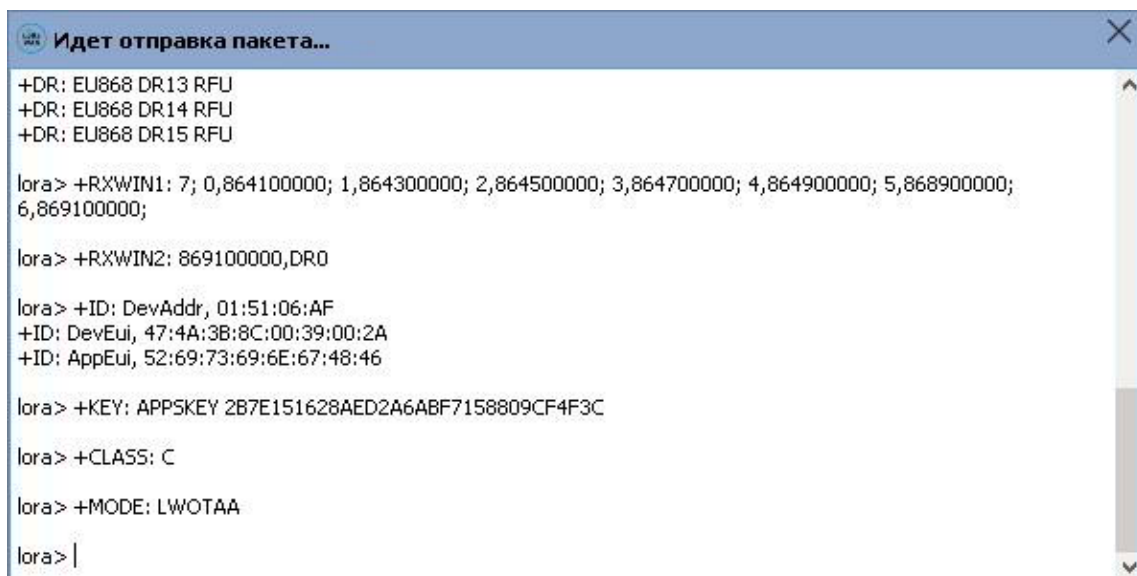 Идет отправка пакета...
+DR: EU868 DR13 RFU
+DR: EU868 DR14 RFU
+DR: EU868 DR15 RFU
lora> +RXWIN1: 7; 0,864100000; 1,864300000; 2,864500000; 3,864700000; 4,864900000; 5,868900000;
6,869100000;
lora> +RXWIN2: 869100000,DR0
lora> +ID: DevAddr, 01:51:06:AF
+ID: DevEui, 47:4A:3B:8C:00:39:00:2A
+ID: AppEui, 52:69:73:69:6E:67:48:46
lora> +KEY: APPSKEY 2B7E151628AED2A6ABF7158809CF4F3C
lora> +CLASS: C
lora> +MODE: LWOTAA
lora>